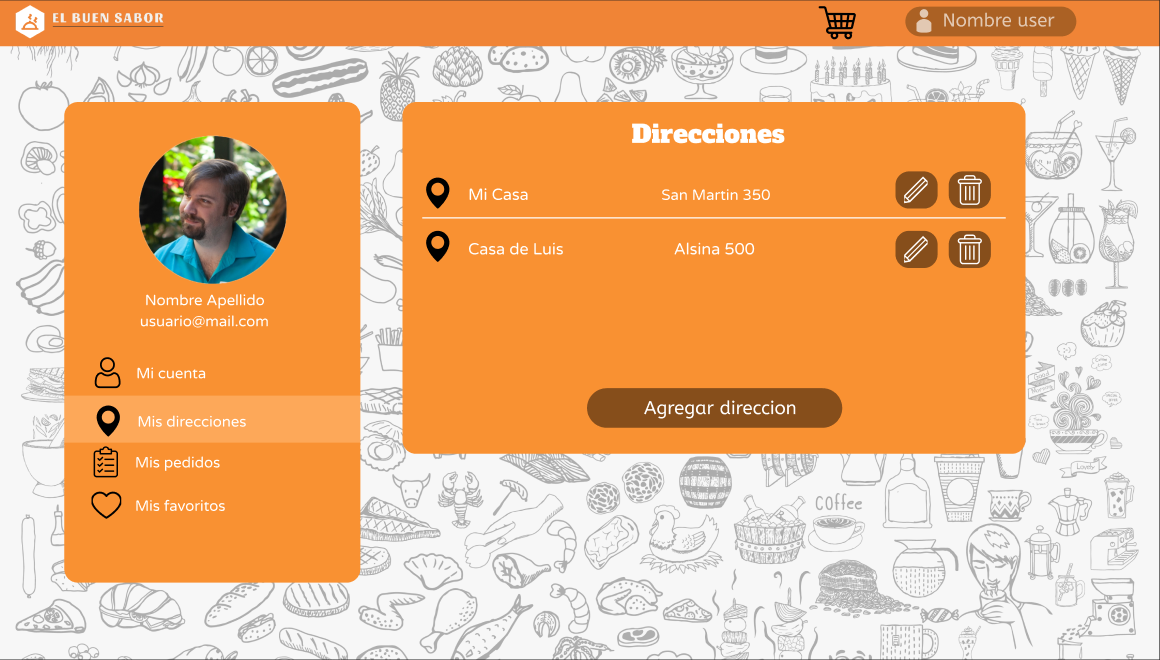 EL BUEN SABOR
Nombre user
Nombre Apellido
usuario@mail.com
Mi cuenta
Mis direcciones
Mis pedidos
Mis favoritos
Direcciones
Mi Casa San Martin 350
Casa de Luis Alsina 500
Agregar direccion
coffee